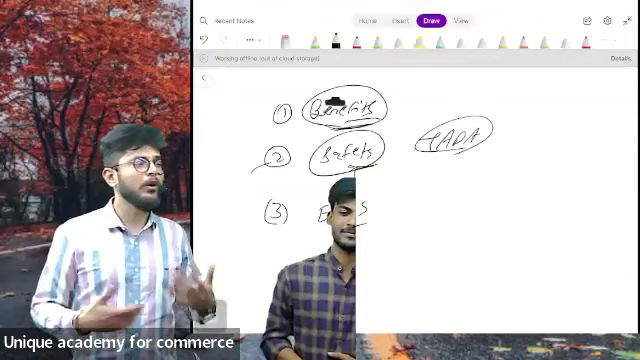 Recent Notes
Home Insert Draw View
Working offline (out of cloud storage)
Details
① Benefits
② Safety
TADA
③
Unique academy for commerce